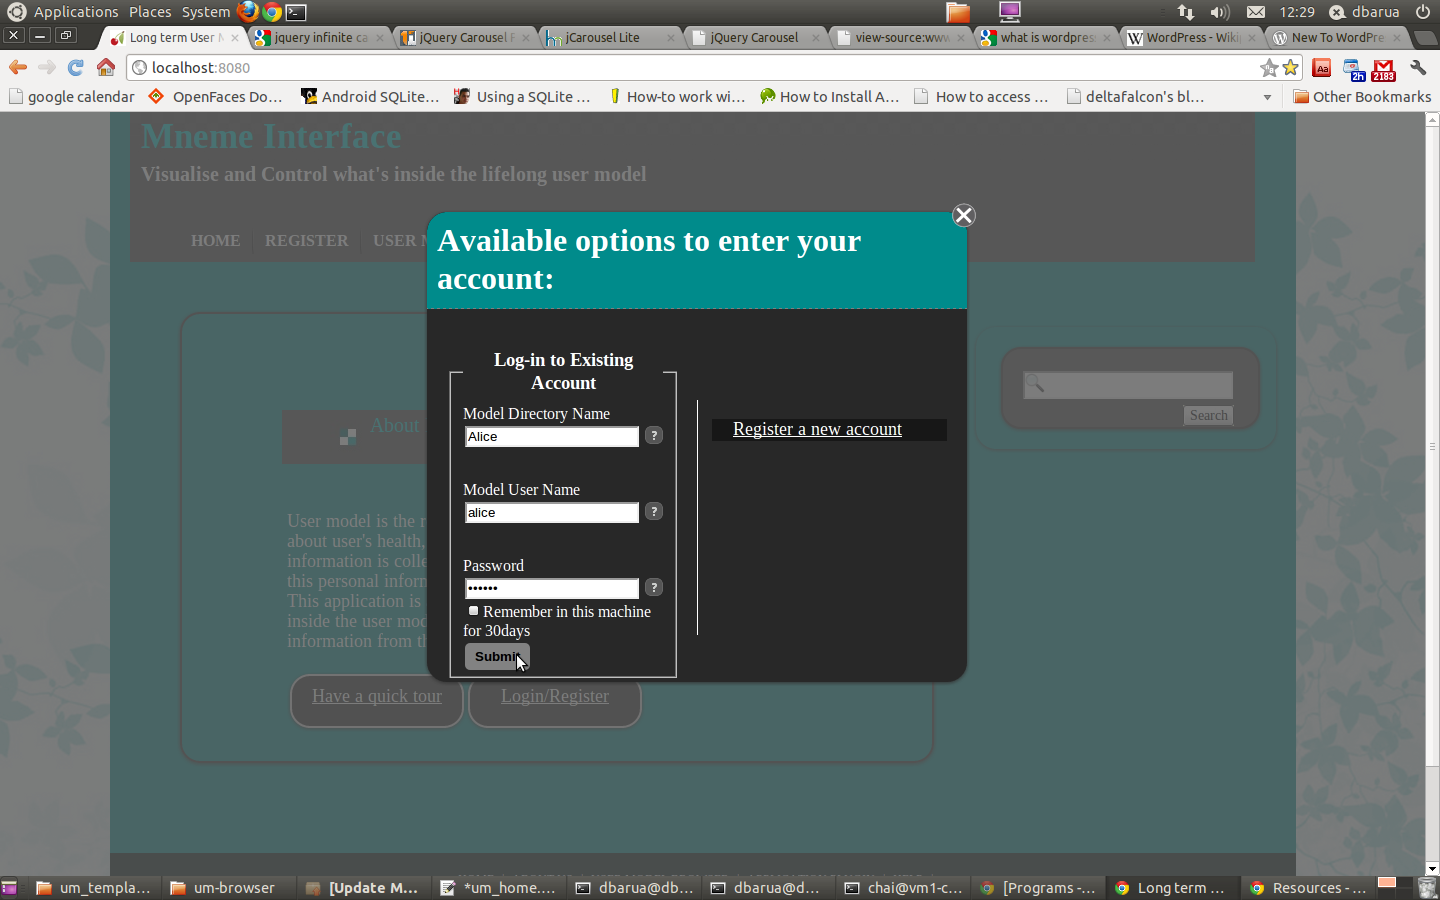 Applications Places System 12:29 dbarua
Long term User jquery infinite ca jQuery Carousel jCarousel Lite jQuery Carousel view-source:www what is wordpress WordPress - Wiki New To WordPre
localhost:8080
Aa 2h 2183
google calendar OpenFaces Do... Android SQLite... Using a SQLite ... How-to work wi... How to Install A... How to access ... deltafalcon's bl... Other Bookmarks
Mneme Interface
Visualise and Control what's inside the lifelong user model
HOME REGISTER USER
Available options to enter your
account:
Log-in to Existing
Account
Model Directory Name
Alice ?
Register a new account
Model User Name
alice ?
Password
•••••• ?
Remember in this machine
for 30days
Submit
Search
About
User model is the
about user's health,
information is
this personal
This application is
inside the user
information from
Have a quick tour Login/Register
um_templa... um-browser [Update M... *um_home.... dbarua@db... dbarua@d... chai@vm1-c... [Programs -... Long term ... Resources - ...